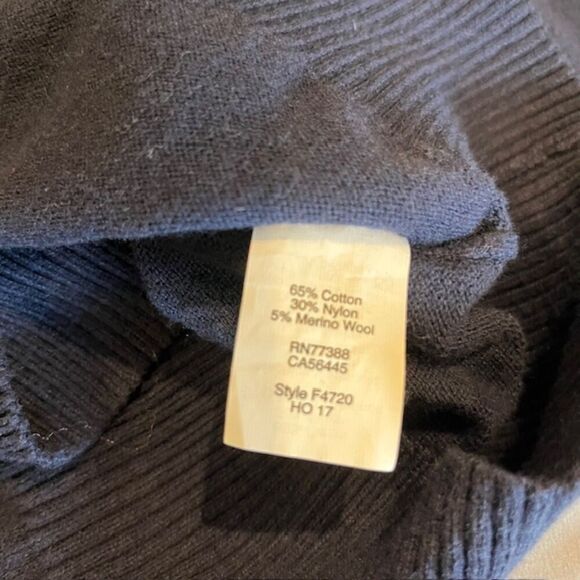 65% Cotton
30% Nylon
5% Merino Wool
RN77388
CA56445
Style F4720
HO 17